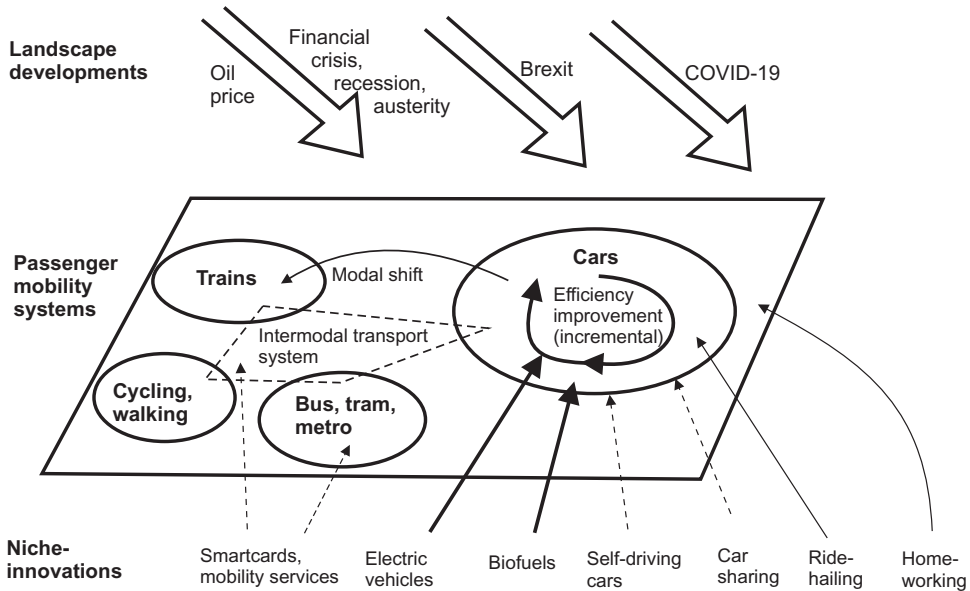 Landscape
developments
Oil
price
Financial
crisis,
recession,
austerity
Brexit
COVID-19
Passenger
mobility
systems
Trains
Modal shift
Cars
Efficiency
improvement
(incremental)
Intermodal transport
system
Cycling,
walking
Bus, tram,
metro
Niche-
innovations
Smartcards,
mobility services
Electric
vehicles
Biofuels
Self-driving
cars
Car
sharing
Ride-
hailing
Home-
working